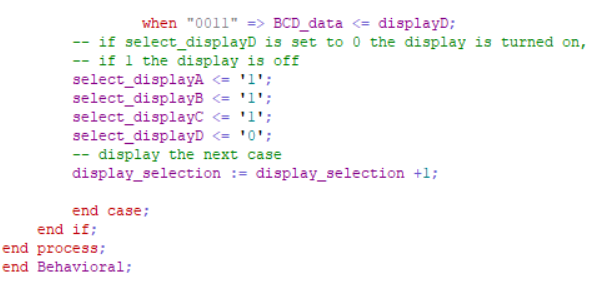 when "0011" => BCD_data <= displayD;
-- if select_displayD is set to 0 the display is turned on,
-- if 1 the display is off
select_displayA <= '1';
select_displayB <= '1';
select_displayC <= '1';
select_displayD <= '0';
-- display the next case
display_selection := display_selection +1;
end case;
end if;
end process;
end Behavioral;